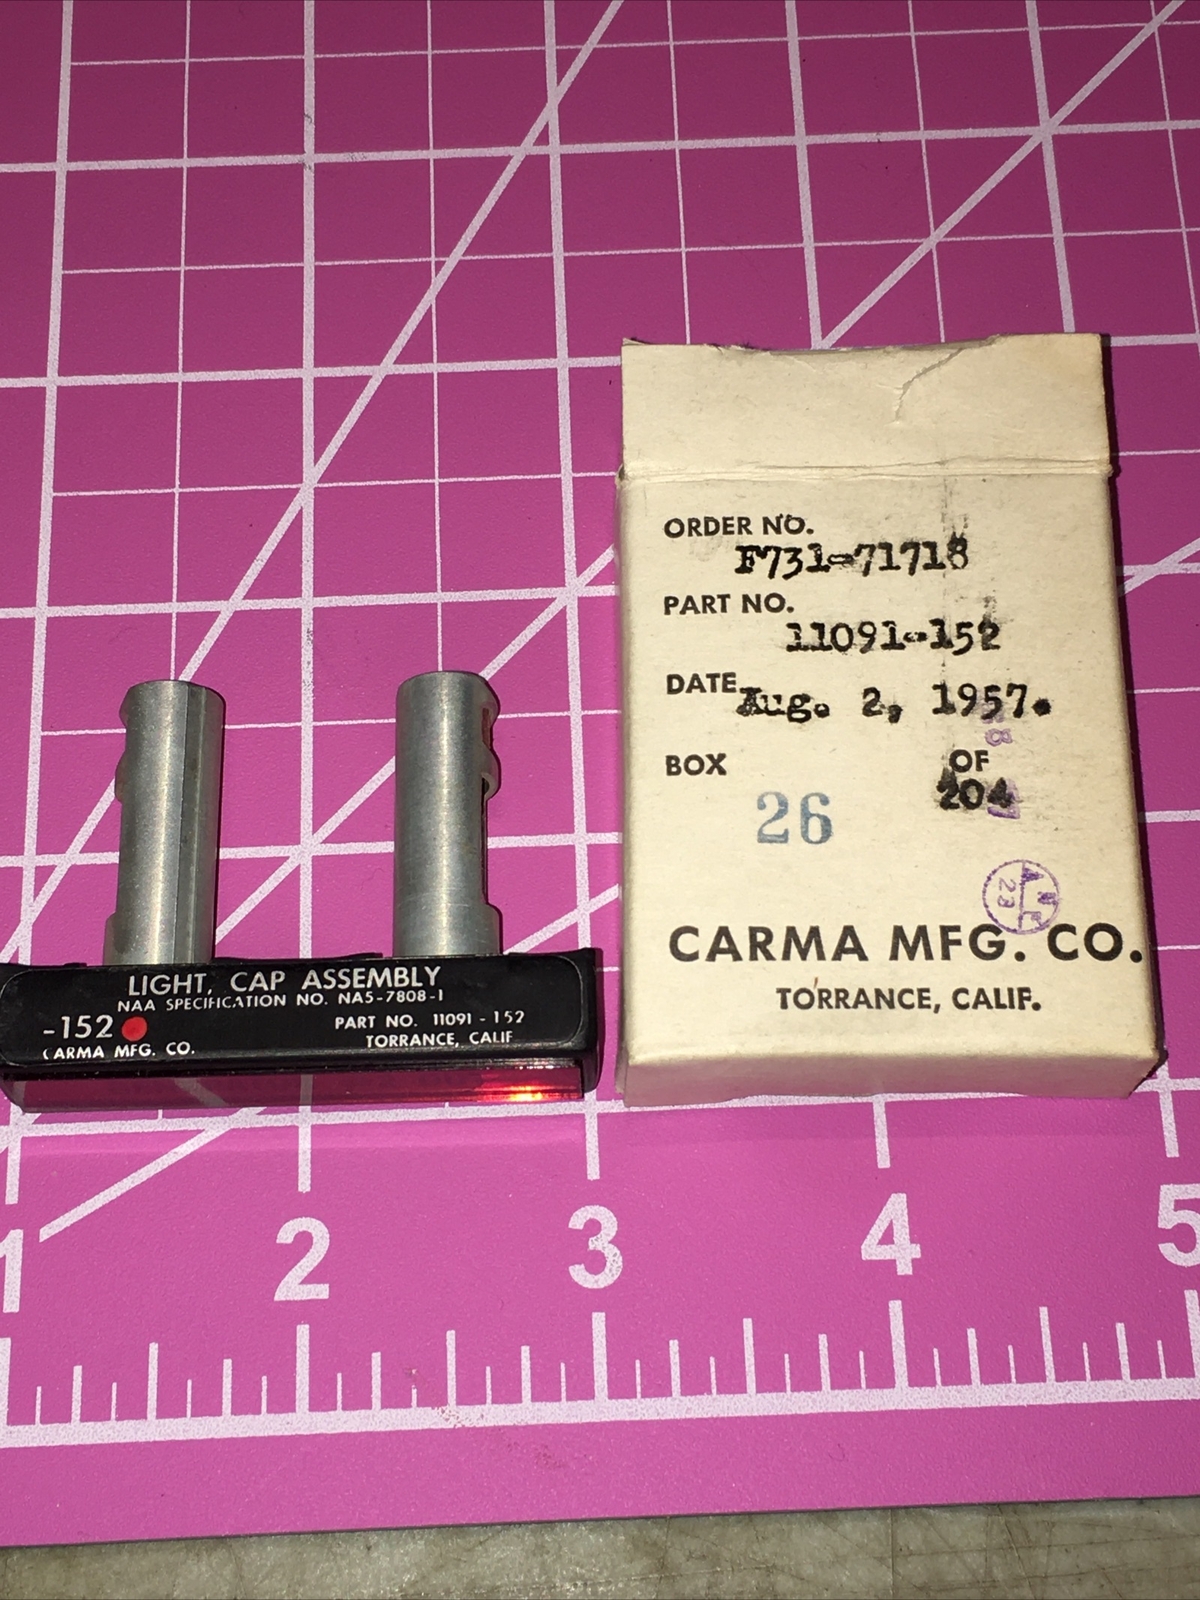 ORDER NO.
F731-71718
PART NO.
11091-152
DATE Aug. 2, 1957.
BOX OF
26 204
CARMA MFG. CO.
TORRANCE, CALIF.
LIGHT, CAP ASSEMBLY
NAA SPECIFICATION NO. NA5-7808-1
-152 PART NO. 11091-152
CARMA MFG. CO. TORRANCE, CALIF
1 2 3 4 5